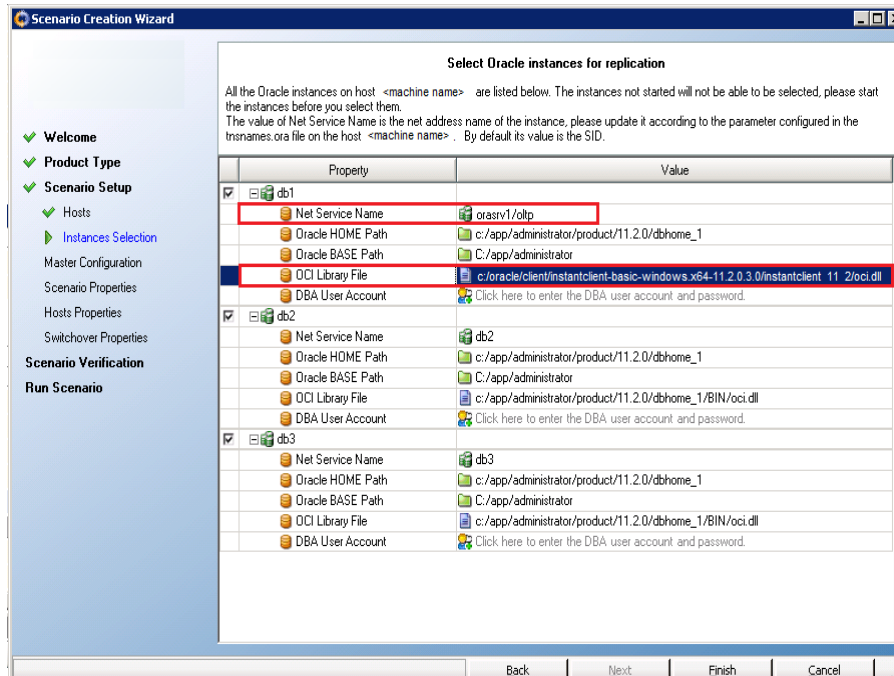 Scenario Creation Wizard
Select Oracle instances for replication
All the Oracle instances on host <machine name> are listed below. The instances not started will not be able to be selected, please start
the instances before you select them.
The value of Net Service Name is the net address name of the instance, please update it according to the parameter configured in the
tnsnames.ora file on the host <machine name> . By default its value is the SID.
Welcome
Product Type
Scenario Setup
Hosts
Instances Selection
Master Configuration
Scenario Properties
Hosts Properties
Switchover Properties
Scenario Verification
Run Scenario
Property Value
db1
Net Service Name orasrv1/oltp
Oracle HOME Path c:/app/administrator/product/11.2.0/dbhome_1
Oracle BASE Path C:/app/administrator
OCI Library File c:/oracle/client/instantclient-basic-windows.x64-11.2.0.3.0/instantclient_11_2/oci.dll
DBA User Account Click here to enter the DBA user account and password.
db2
Net Service Name db2
Oracle HOME Path c:/app/administrator/product/11.2.0/dbhome_1
Oracle BASE Path C:/app/administrator
OCI Library File c:/app/administrator/product/11.2.0/dbhome_1/BIN/oci.dll
DBA User Account Click here to enter the DBA user account and password.
db3
Net Service Name db3
Oracle HOME Path c:/app/administrator/product/11.2.0/dbhome_1
Oracle BASE Path C:/app/administrator
OCI Library File c:/app/administrator/product/11.2.0/dbhome_1/BIN/oci.dll
DBA User Account Click here to enter the DBA user account and password.
Back Next Finish Cancel